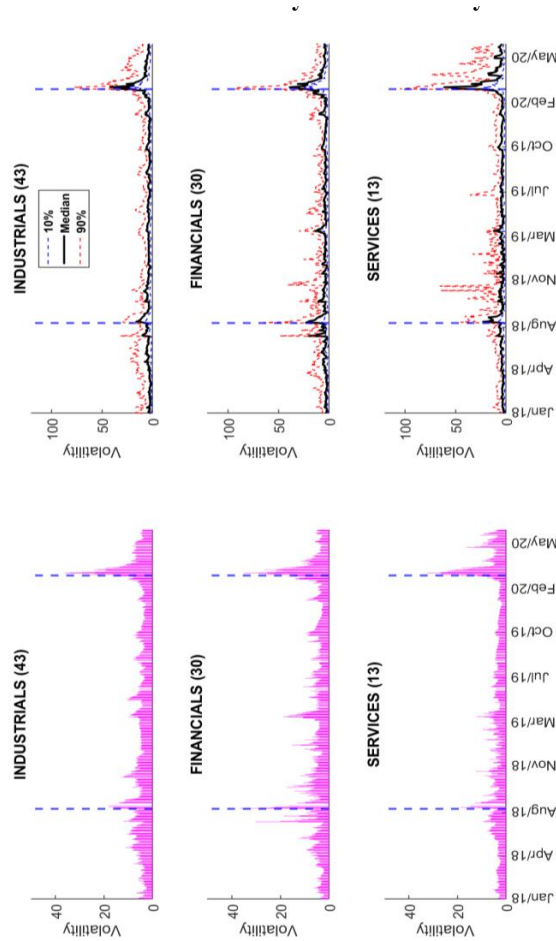 INDUSTRIALS (43)
Volatility
40
20
0
FINANCIALS (30)
Volatility
40
20
0
SERVICES (13)
Volatility
40
20
0
Jan/18 Apr/18 Aug/18 Nov/18 Mar/19 Jul/19 Oct/19 Feb/20 May/20
INDUSTRIALS (43)
10%
Median
90%
Volatility
100
50
0
FINANCIALS (30)
Volatility
100
50
0
SERVICES (13)
Volatility
100
50
0
Jan/18 Apr/18 Aug/18 Nov/18 Mar/19 Jul/19 Oct/19 Feb/20 May/20